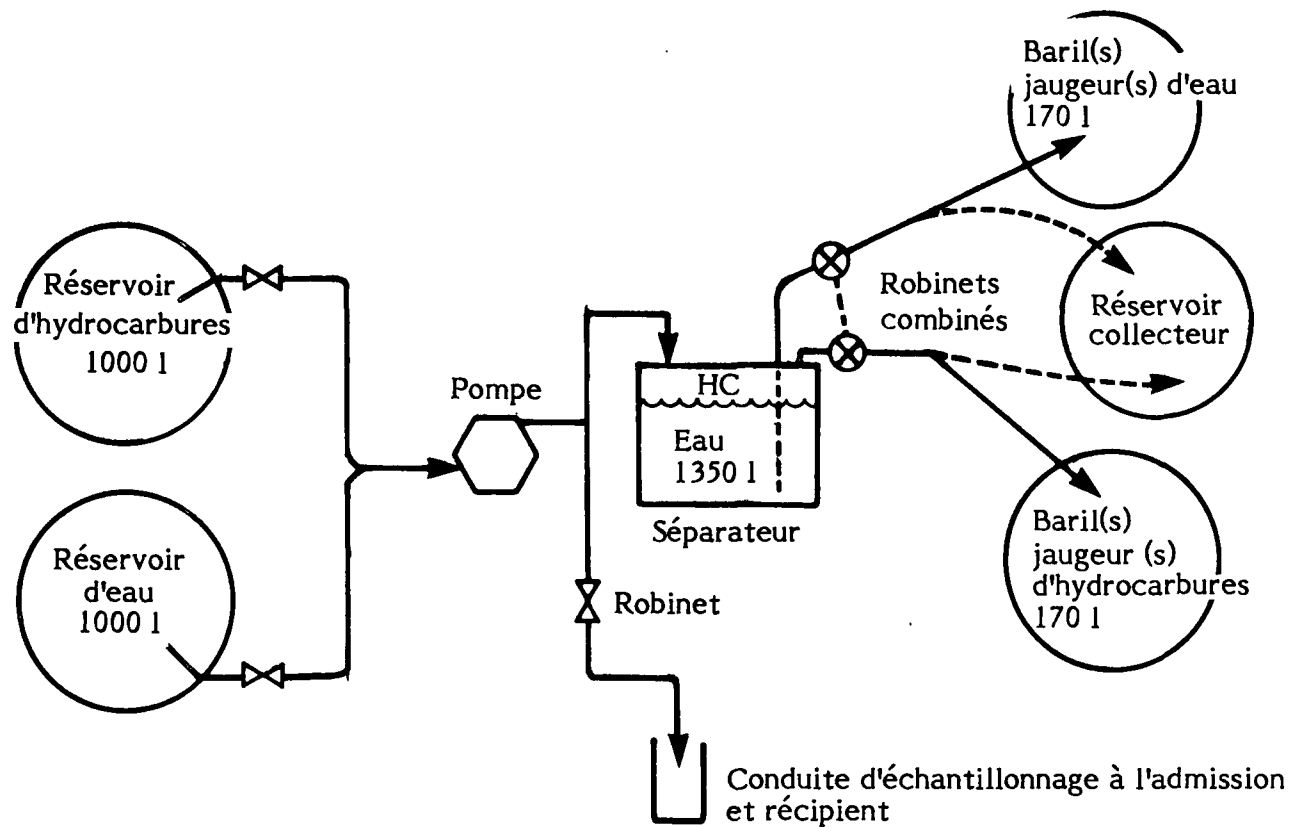 Baril(s)
jaugeur(s) d'eau
170 l
Réservoir
d'hydrocarbures
1000 l
Robinets
combinés
Réservoir
collecteur
Pompe
HC
Eau
1350 l
Séparateur
Réservoir
d'eau
1000 l
Baril(s)
jaugeur (s)
d'hydrocarbures
170 l
Robinet
Conduite d'échantillonnage à l'admission
et récipient